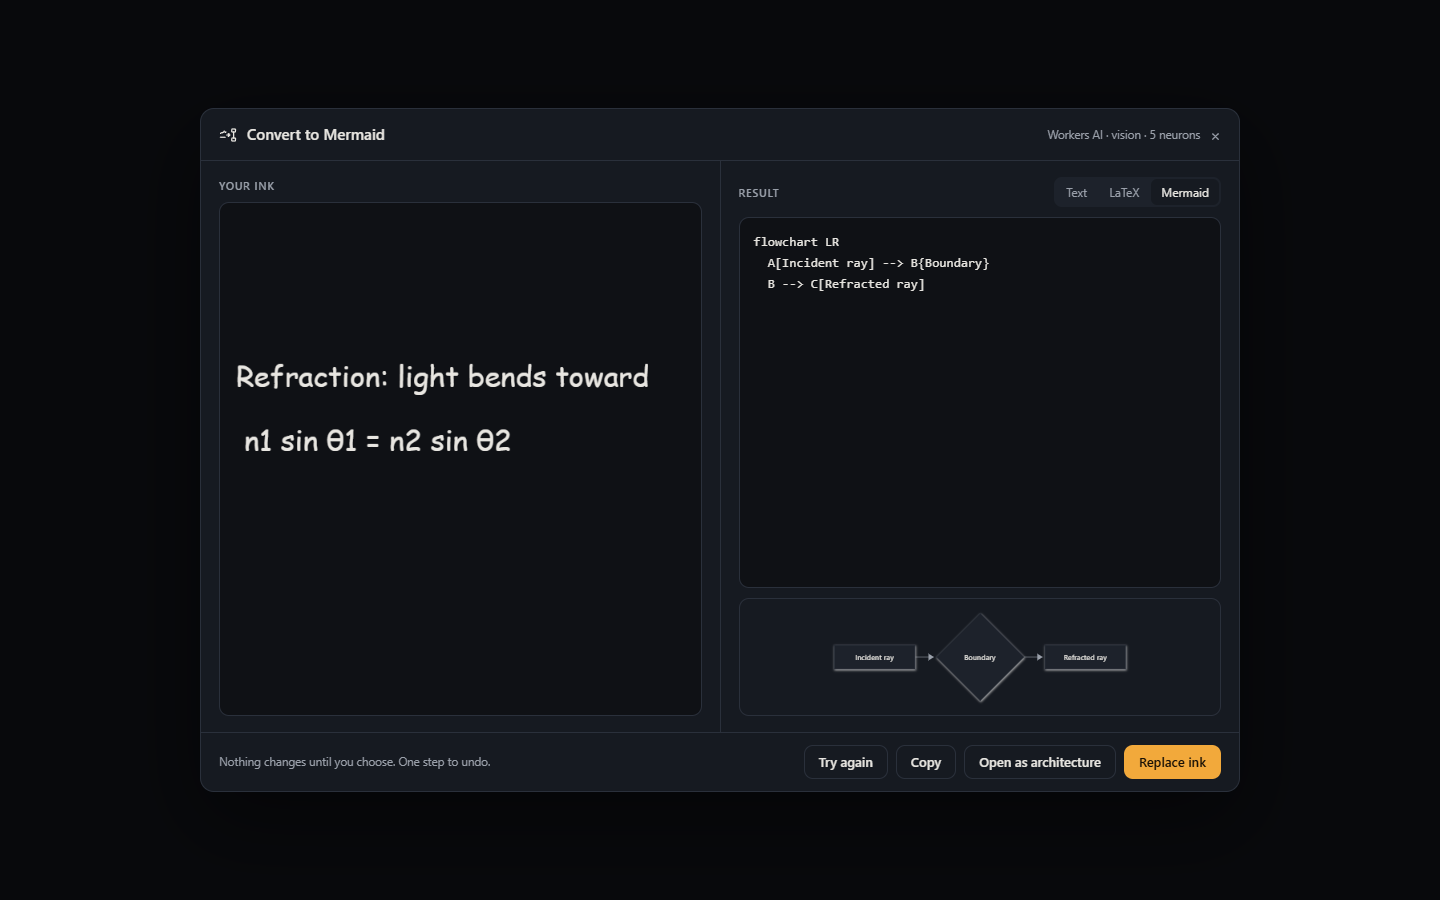 Convert to Mermaid
Workers AI · vision · 5 neurons ×
YOUR INK
Refraction: light bends toward
n1 sin θ1 = n2 sin θ2
RESULT
Text LaTeX Mermaid
flowchart LR
A[Incident ray] --> B{Boundary}
B --> C[Refracted ray]
Incident ray Boundary Refracted ray
Nothing changes until you choose. One step to undo.
Try again Copy Open as architecture Replace ink